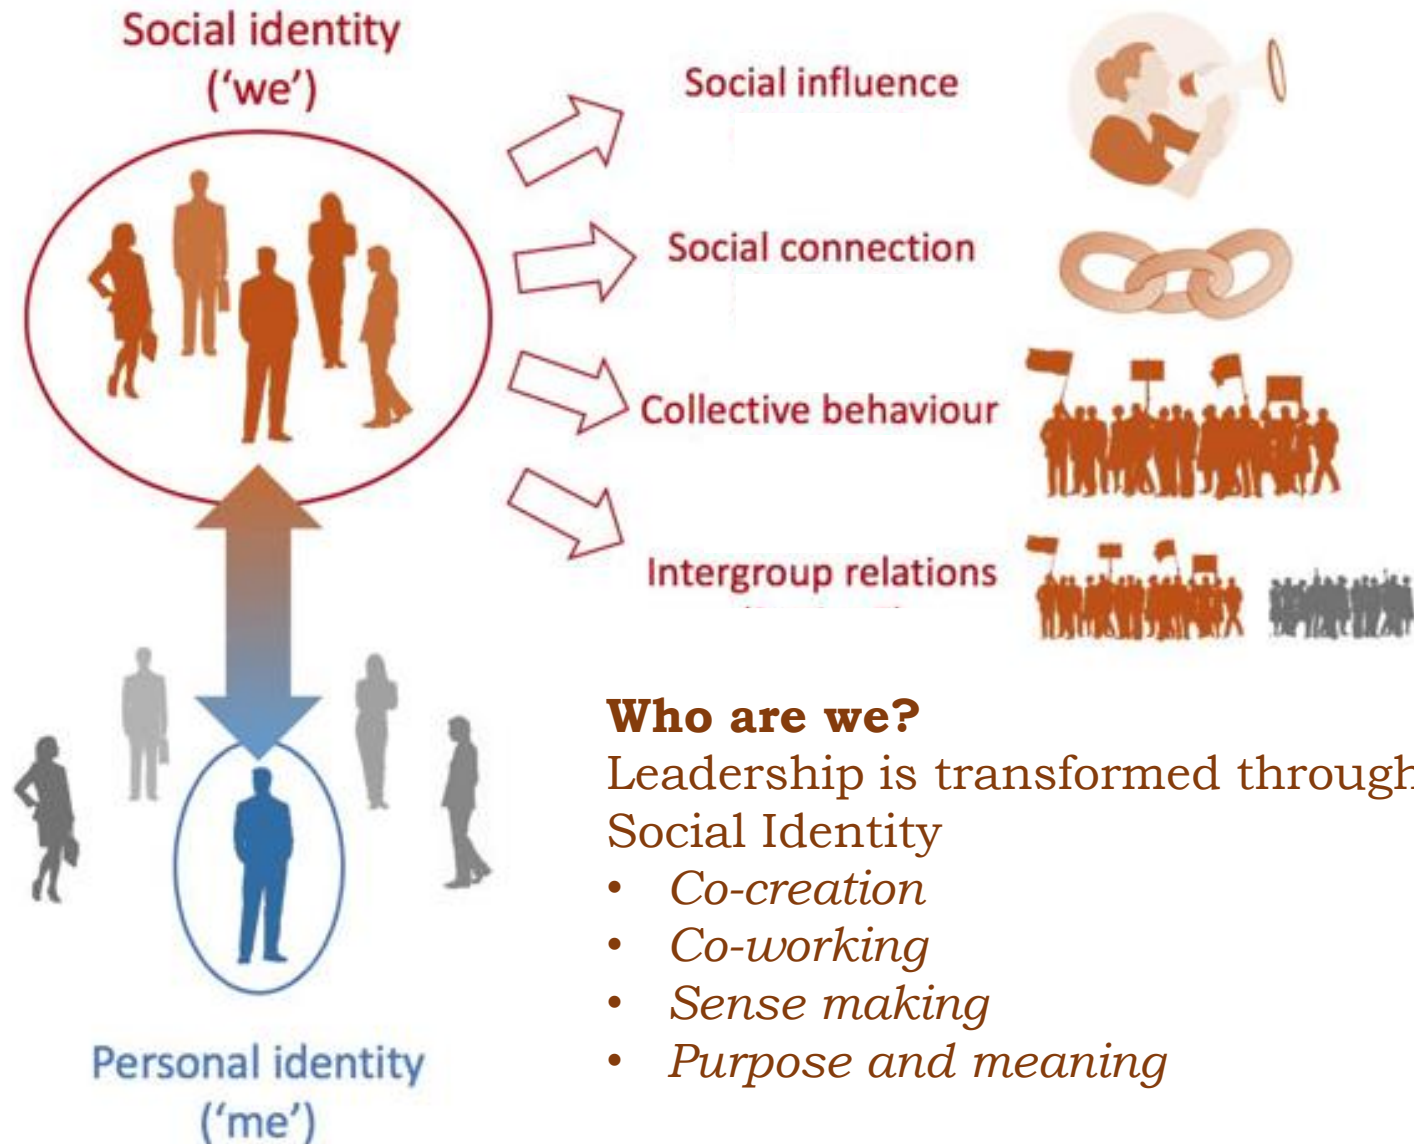 Social identity
(‘we’)
Social influence
Social connection
Collective behaviour
Intergroup relations
Who are we?
Leadership is transformed through
Social Identity
• Co-creation
• Co-working
• Sense making
• Purpose and meaning
Personal identity
(‘me’)